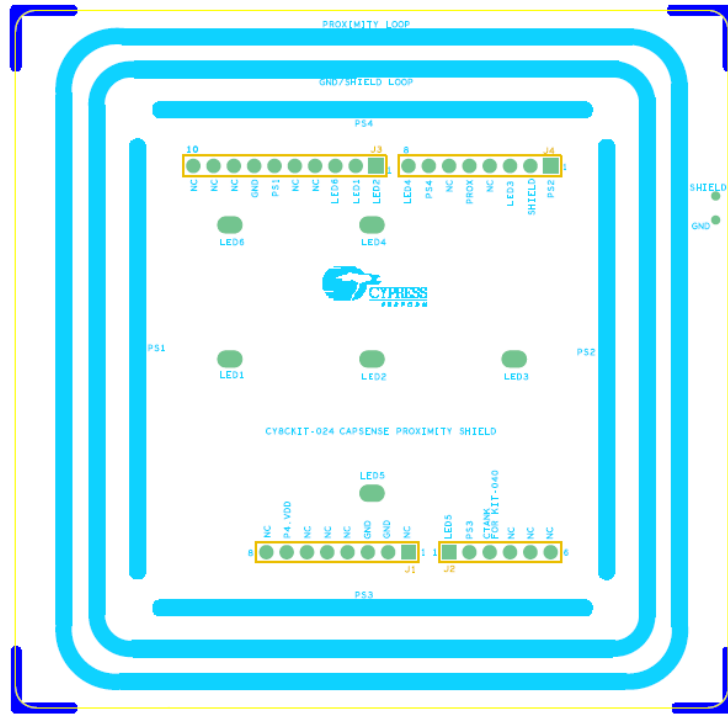 PROXIMITY LOOP
GND/SHIELD LOOP
PS4
10 J3 1
NC NC NC GND PS1 NC NC LED6 LED1 LED2
8 J4 1
LED4 PS4 NC PROX NC LED3 SHIELD PS2
SHIELD
GND
LED6 LED4
CYPRESS
PERFORM
PS1 PS2
LED1 LED2 LED3
CY8CKIT-024 CAPSENSE PROXIMITY SHIELD
LED5
NC P4.VDD NC NC NC GND GND NC
8 1
J1
LED5 PS3 CTANK FOR KIT-040 NC NC NC
1 6
J2
PS3